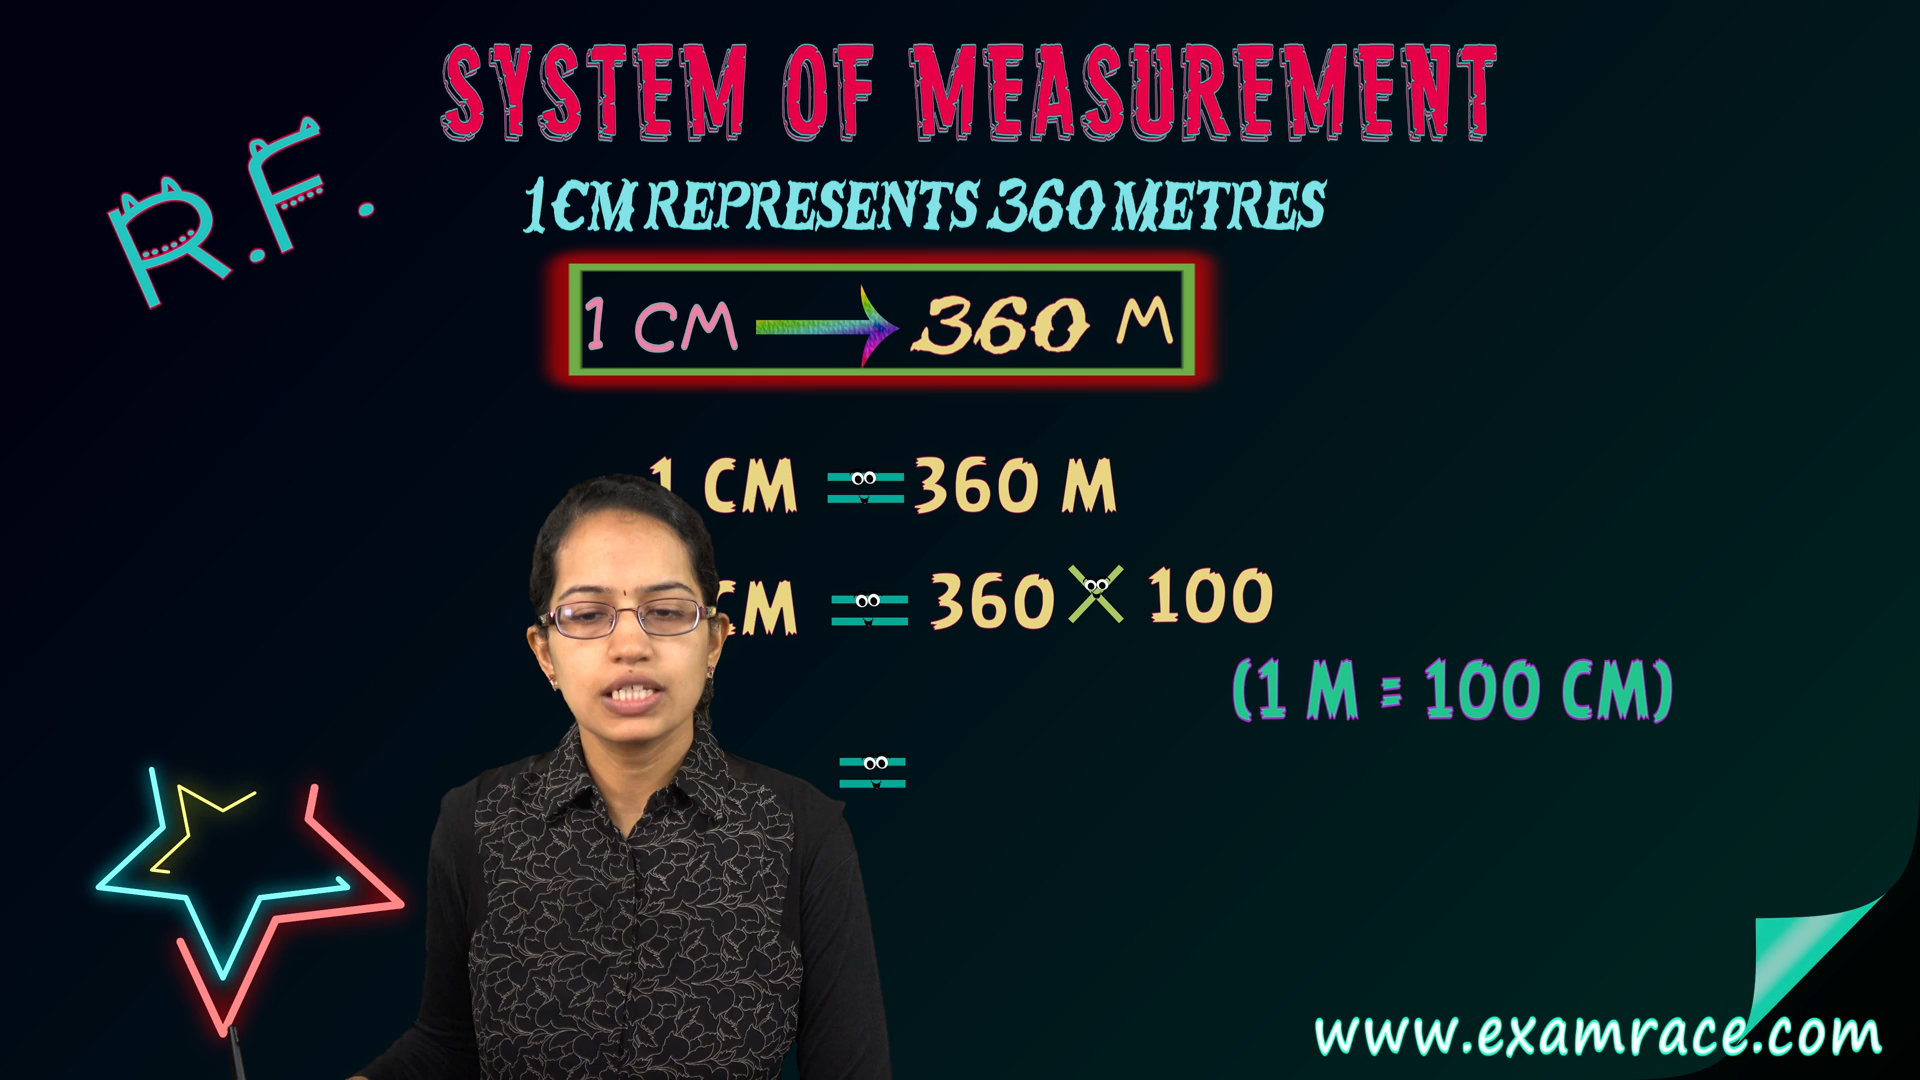 SYSTEM OF MEASUREMENT
R.F.
1CM REPRESENTS 360 METRES
1 CM → 360 M
1 CM = 360 M
CM = 360 × 100
(1 M = 100 CM)
=
www.examrace.com